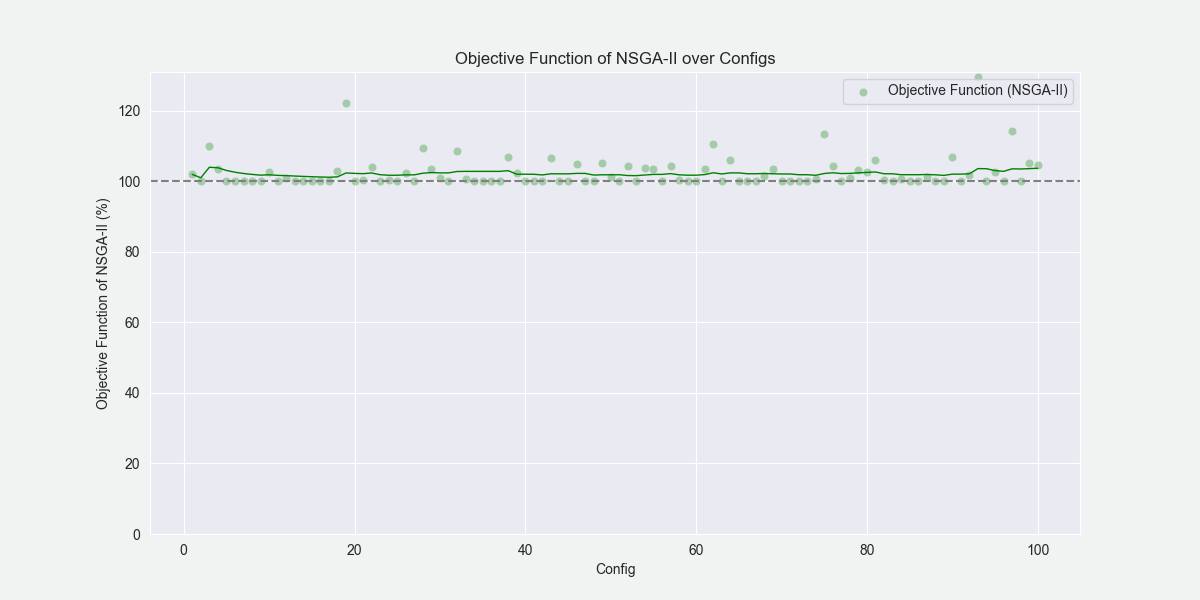 Objective Function of NSGA-II over Configs
Objective Function (NSGA-II)
Objective Function of NSGA-II (%)
120
100
80
60
40
20
0
0 20 40 60 80 100
Config